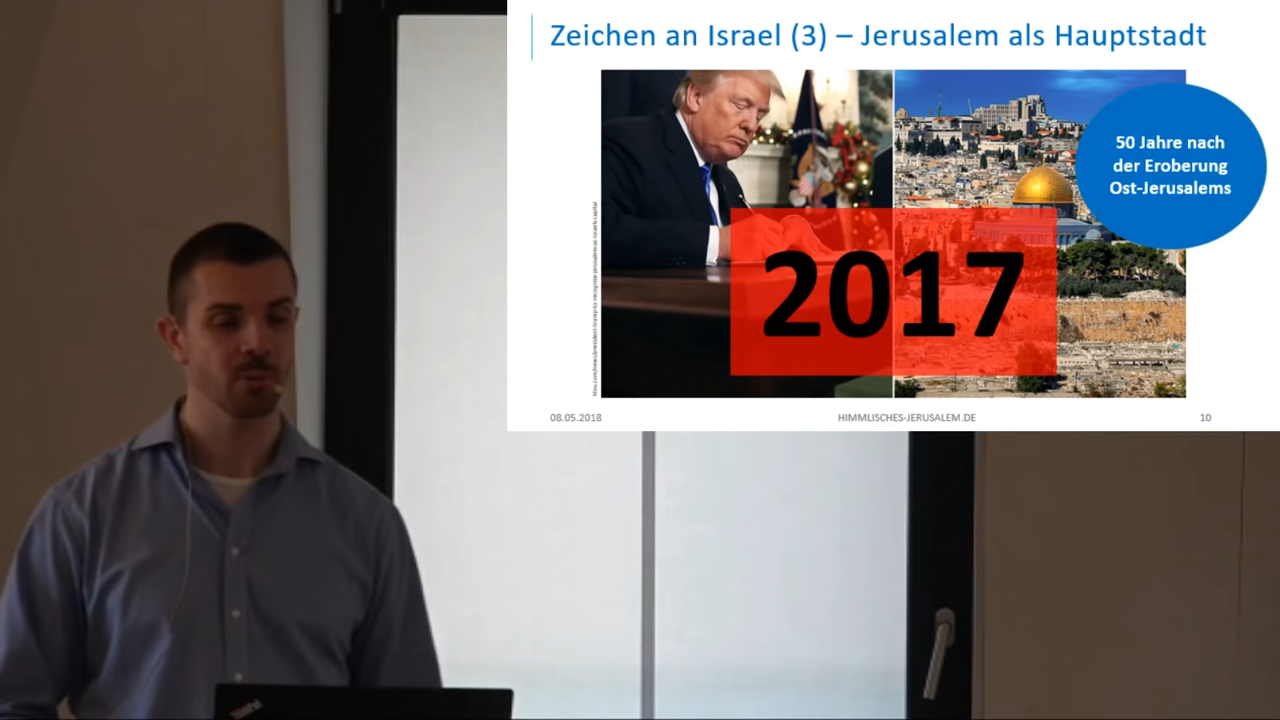 Zeichen an Israel (3) – Jerusalem als Hauptstadt
50 Jahre nach
der Eroberung
Ost-Jerusalems
2017
08.05.2018
HIMMLISCHES-JERUSALEM.DE
10
ThinkPad